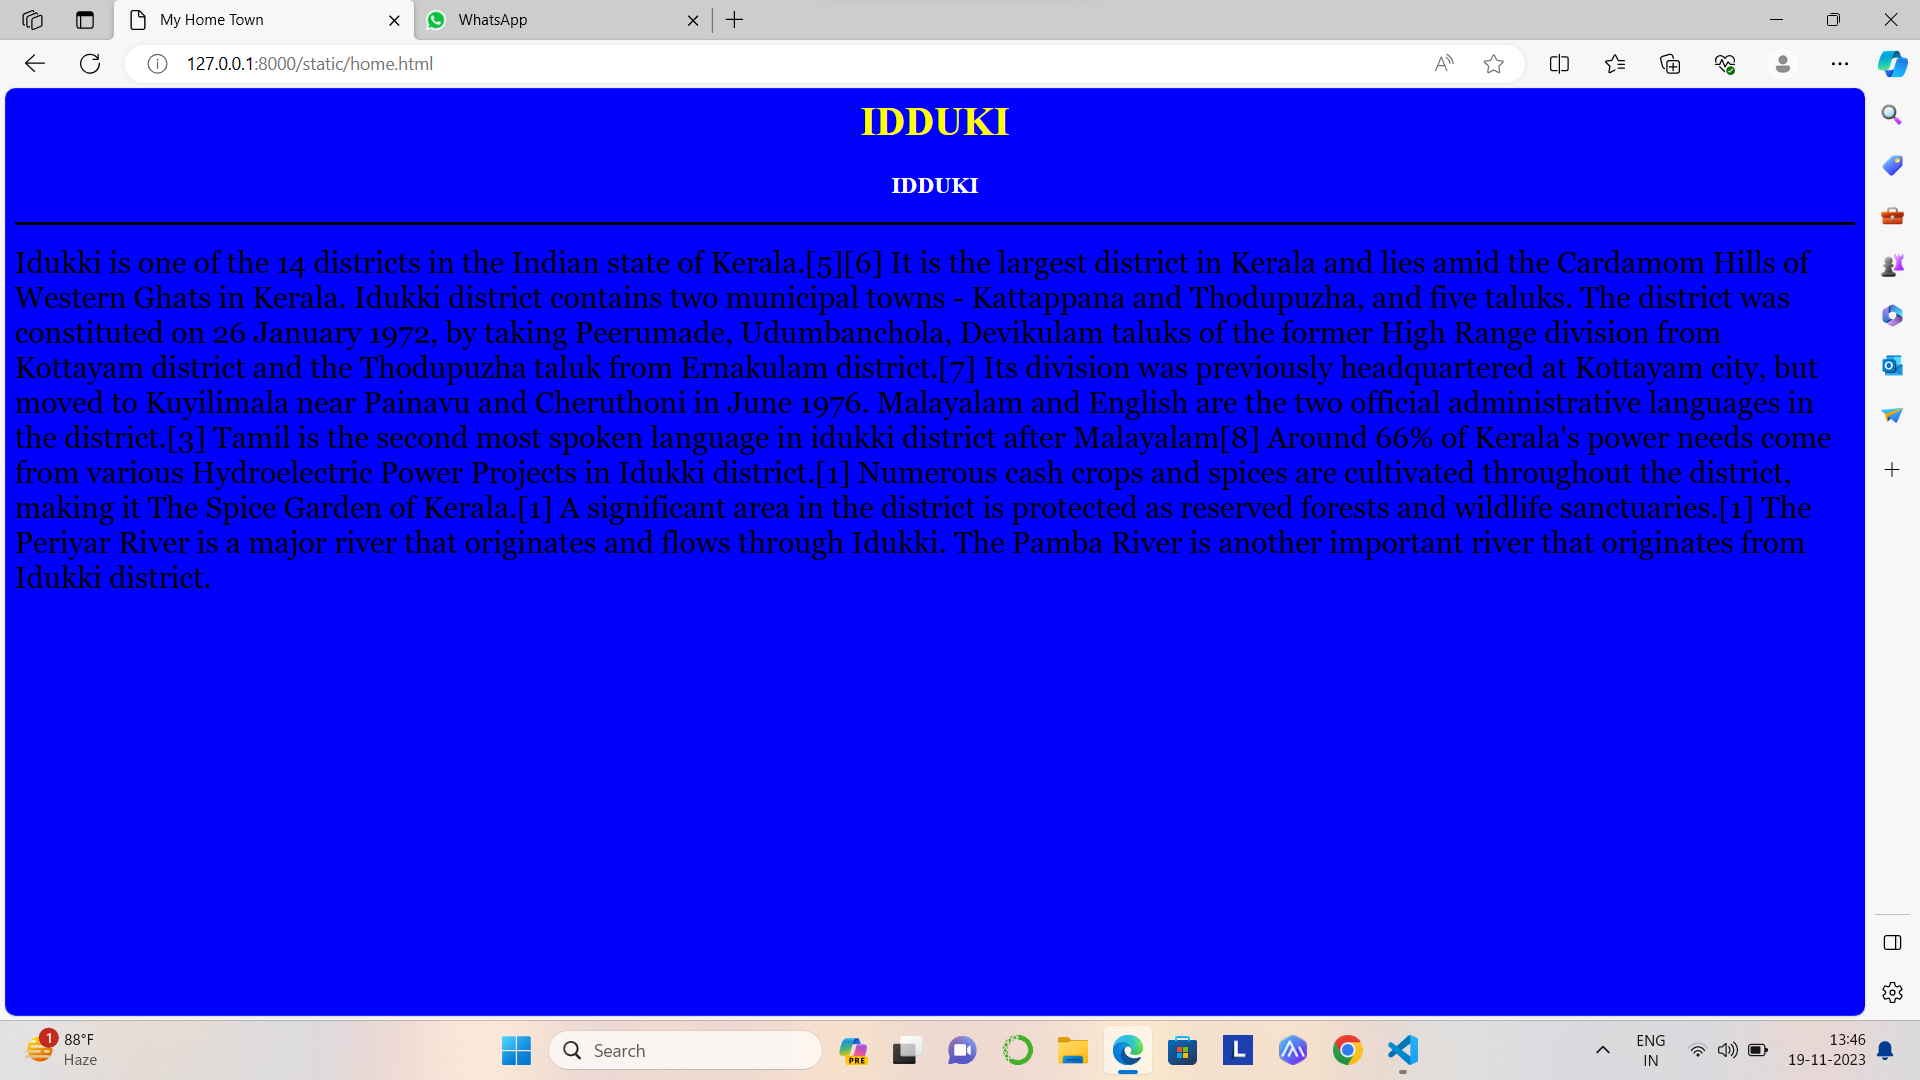 My Home Town
WhatsApp
127.0.0.1:8000/static/home.html
IDDUKI
IDDUKI
Idukki is one of the 14 districts in the Indian state of Kerala.[5][6] It is the largest district in Kerala and lies amid the Cardamom Hills of
Western Ghats in Kerala. Idukki district contains two municipal towns - Kattappana and Thodupuzha, and five taluks. The district was
constituted on 26 January 1972, by taking Peerumade, Udumbanchola, Devikulam taluks of the former High Range division from
Kottayam district and the Thodupuzha taluk from Ernakulam district.[7] Its division was previously headquartered at Kottayam city, but
moved to Kuyilimala near Painavu and Cheruthoni in June 1976. Malayalam and English are the two official administrative languages in
the district.[3] Tamil is the second most spoken language in idukki district after Malayalam[8] Around 66% of Kerala's power needs come
from various Hydroelectric Power Projects in Idukki district.[1] Numerous cash crops and spices are cultivated throughout the district,
making it The Spice Garden of Kerala.[1] A significant area in the district is protected as reserved forests and wildlife sanctuaries.[1] The
Periyar River is a major river that originates and flows through Idukki. The Pamba River is another important river that originates from
Idukki district.
1
88°F
Haze
Search
PRE
L
ENG
IN
13:46
19-11-2023